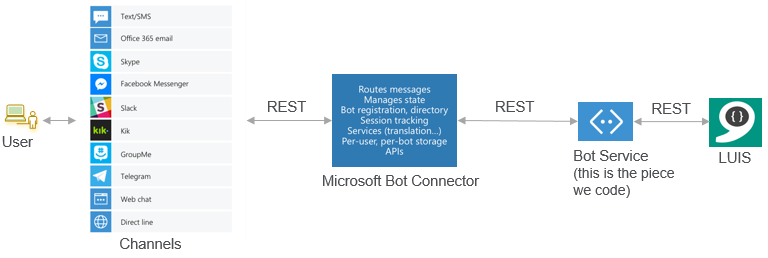 Text/SMS
Office 365 email
Skype
Facebook Messenger
Slack
kik•
Kik
GroupMe
Telegram
Web chat
Direct line
User
Channels
REST
Routes messages
Manages state
Bot registration, directory
Session tracking
Services (translation...)
Per-user, per-bot storage
APIs
Microsoft Bot Connector
REST
Bot Service
(this is the piece
we code)
REST
{ }
LUIS